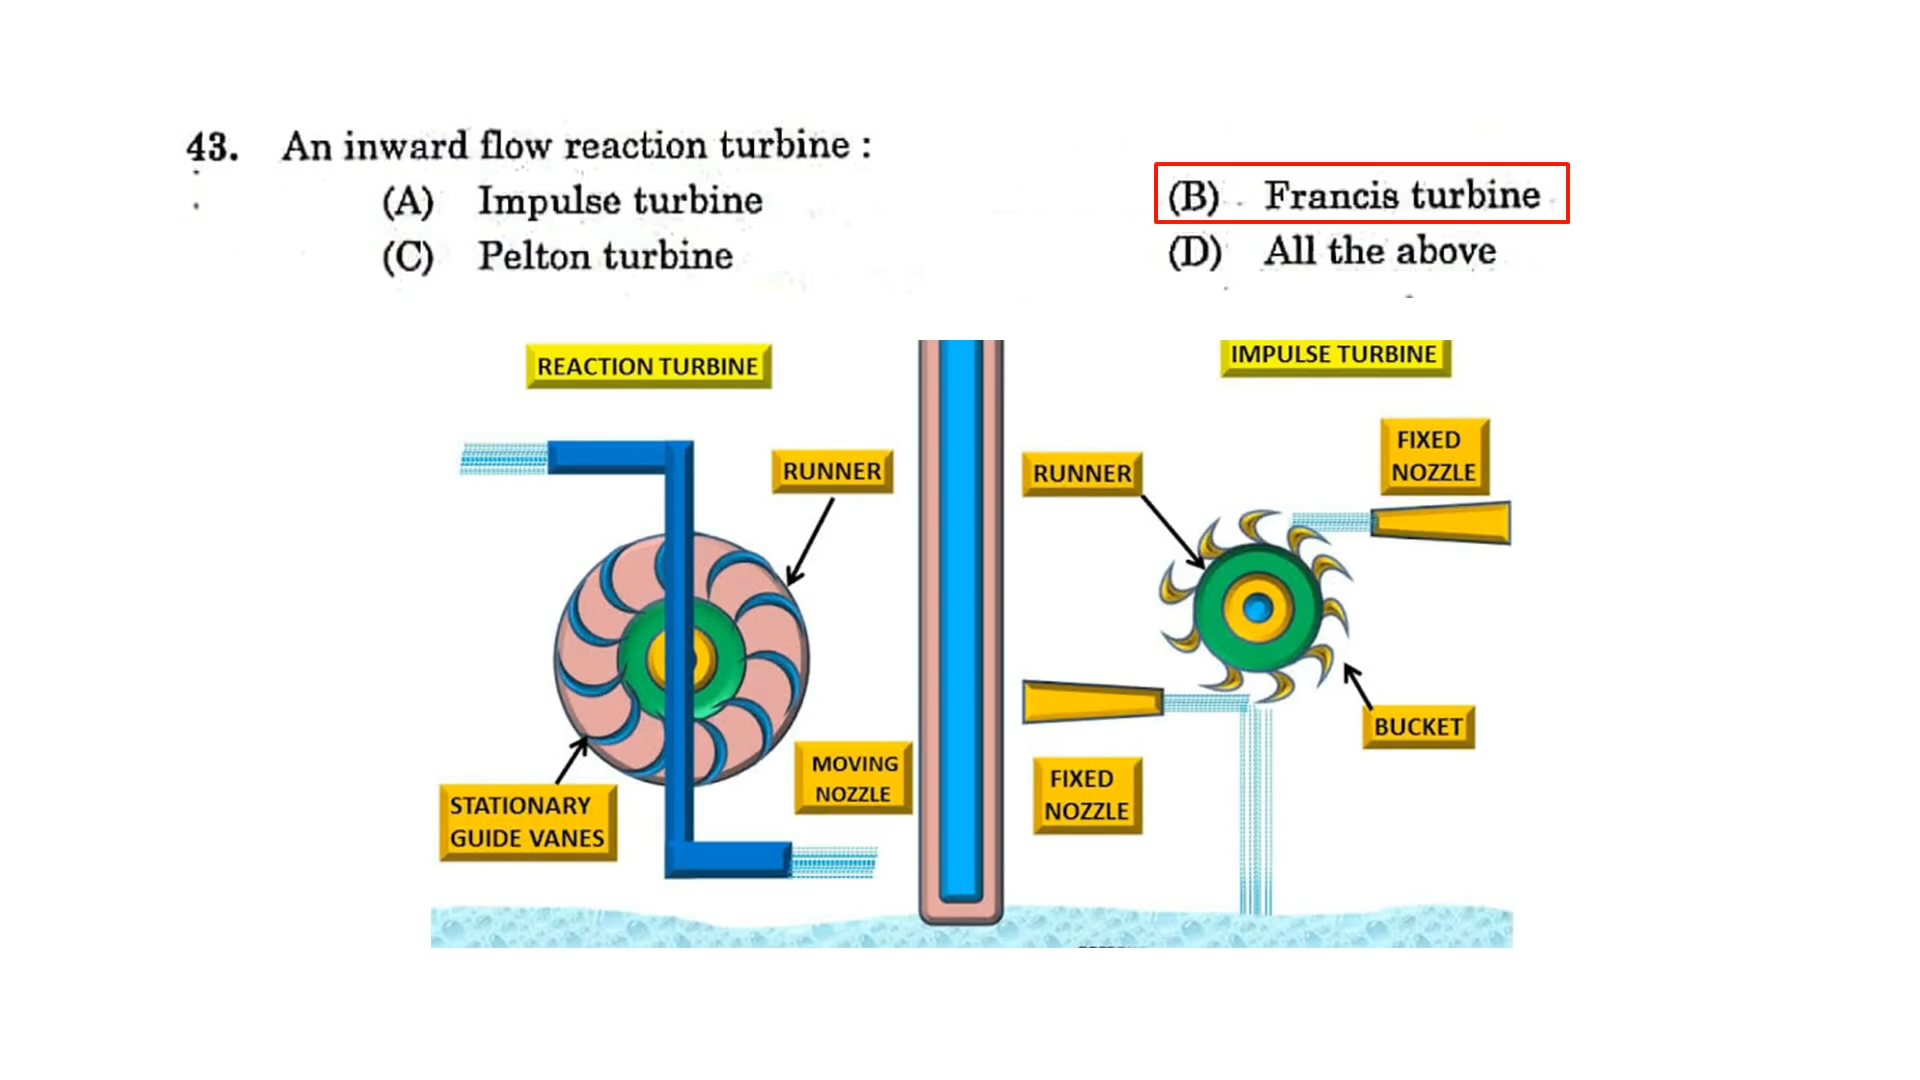 43. An inward flow reaction turbine :
(A) Impulse turbine
(B) Francis turbine
(C) Pelton turbine
(D) All the above
REACTION TURBINE
IMPULSE TURBINE
RUNNER
RUNNER
FIXED
NOZZLE
STATIONARY
GUIDE VANES
MOVING
NOZZLE
FIXED
NOZZLE
BUCKET